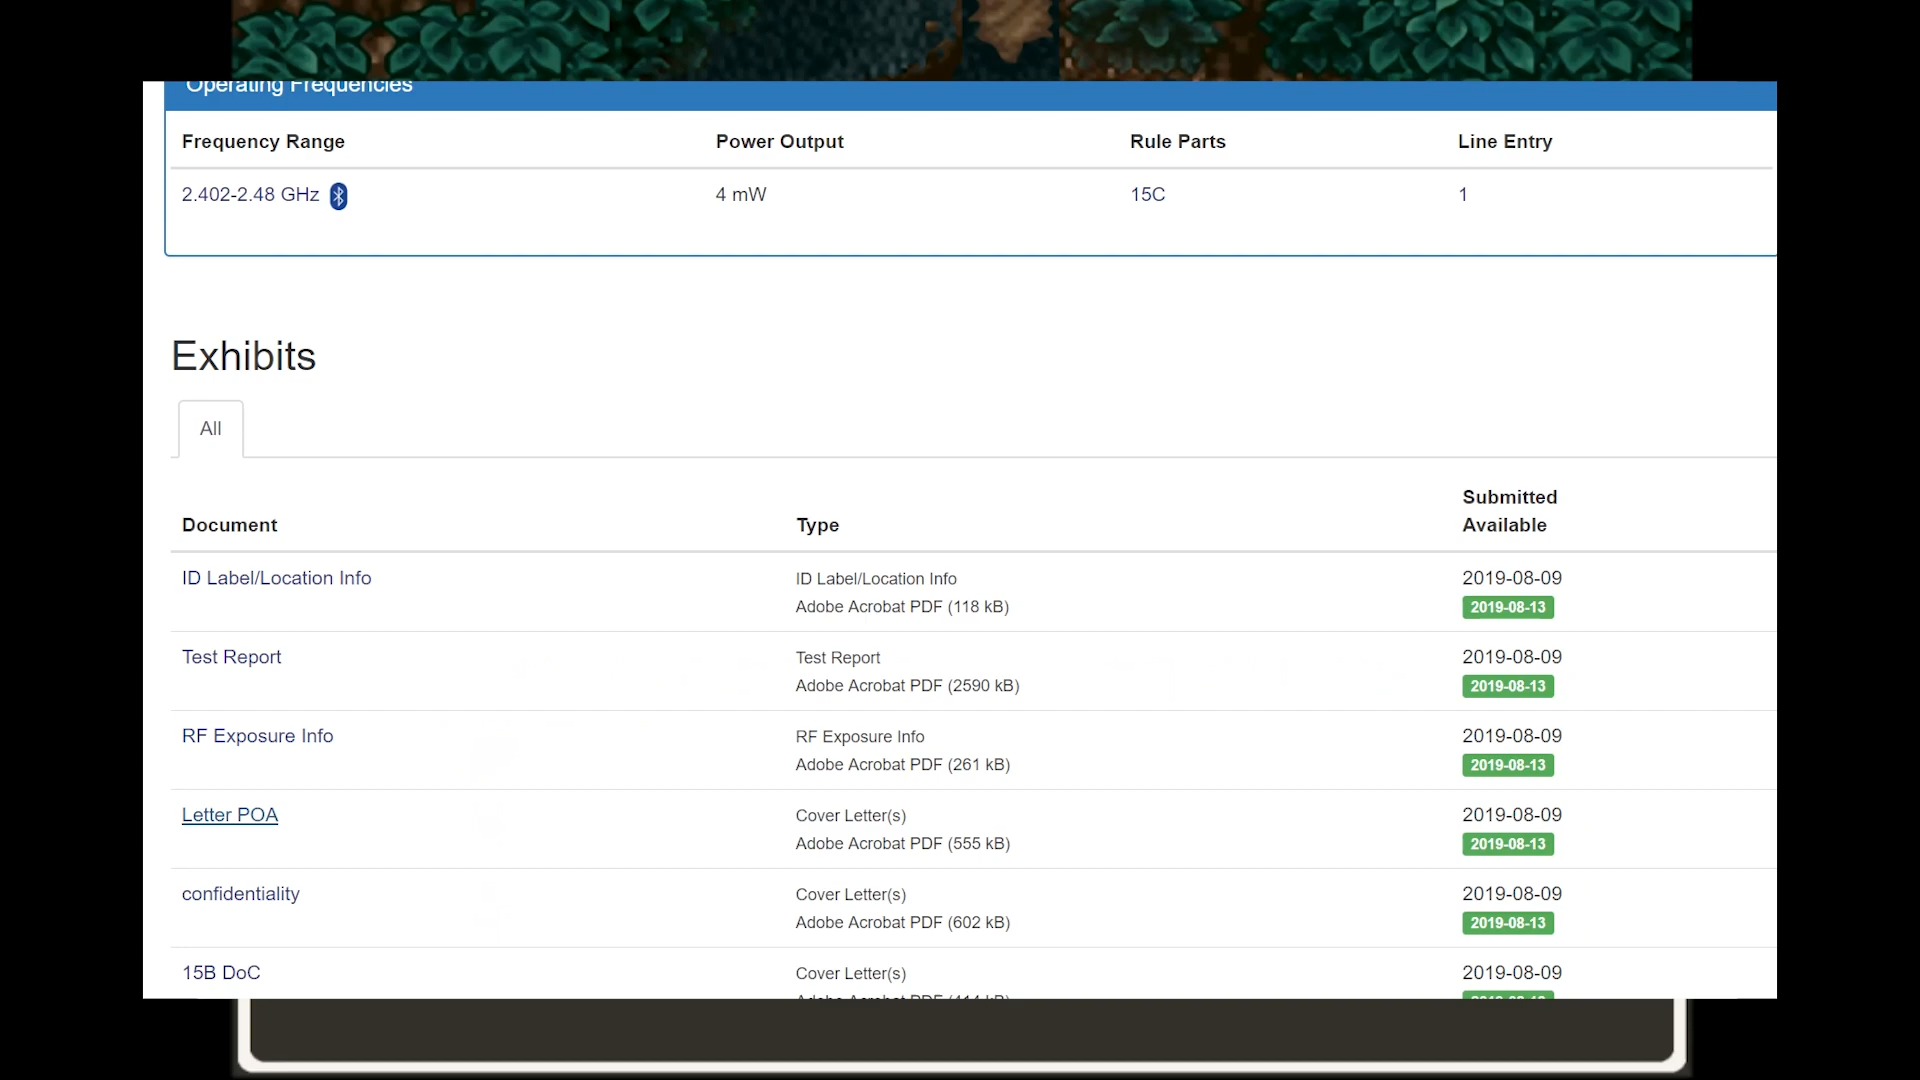 Operating Frequencies
Frequency Range Power Output Rule Parts Line Entry
2.402-2.48 GHz 4 mW 15C 1
Exhibits
All
Submitted
Document Type Available
ID Label/Location Info ID Label/Location Info 2019-08-09
Adobe Acrobat PDF (118 kB) 2019-08-13
Test Report Test Report 2019-08-09
Adobe Acrobat PDF (2590 kB) 2019-08-13
RF Exposure Info RF Exposure Info 2019-08-09
Adobe Acrobat PDF (261 kB) 2019-08-13
Letter POA Cover Letter(s) 2019-08-09
Adobe Acrobat PDF (555 kB) 2019-08-13
confidentiality Cover Letter(s) 2019-08-09
Adobe Acrobat PDF (602 kB) 2019-08-13
15B DoC Cover Letter(s) 2019-08-09
Adobe Acrobat PDF